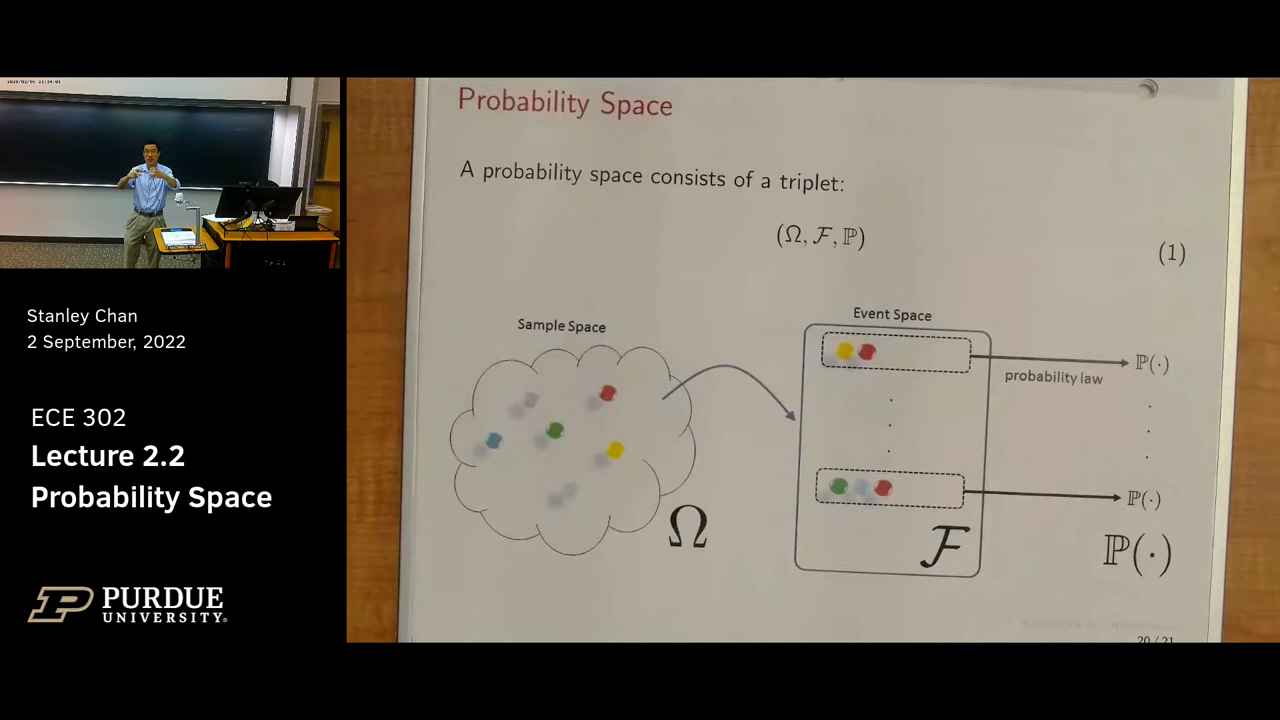 Stanley Chan
2 September, 2022
ECE 302
Lecture 2.2
Probability Space
PURDUE
UNIVERSITY.
Probability Space
A probability space consists of a triplet:
(Ω, ℱ, ℙ)
(1)
Sample Space
Ω
Event Space
ℱ
probability law
ℙ(·)
ℙ(·)
ℙ(·)
20 / 21